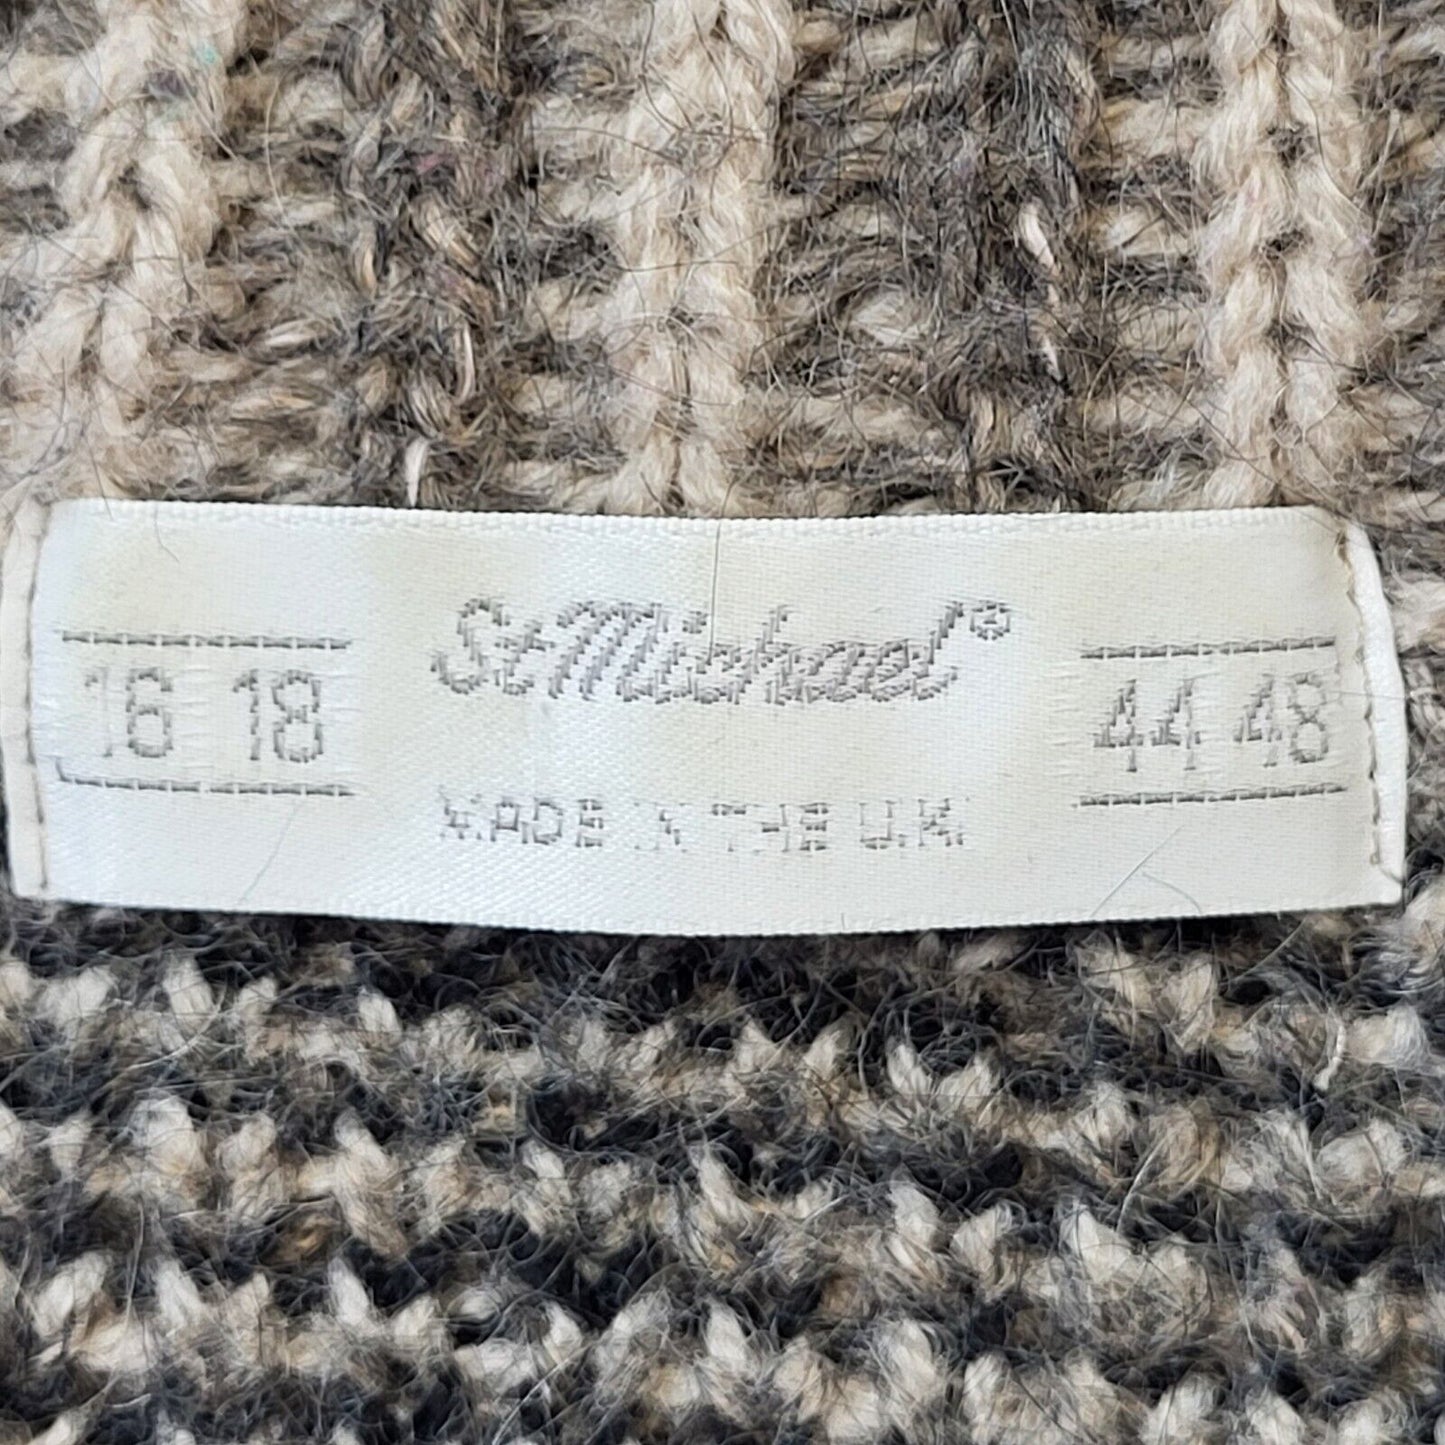 St Michael®
16 18
44 48
MADE IN THE U.K.